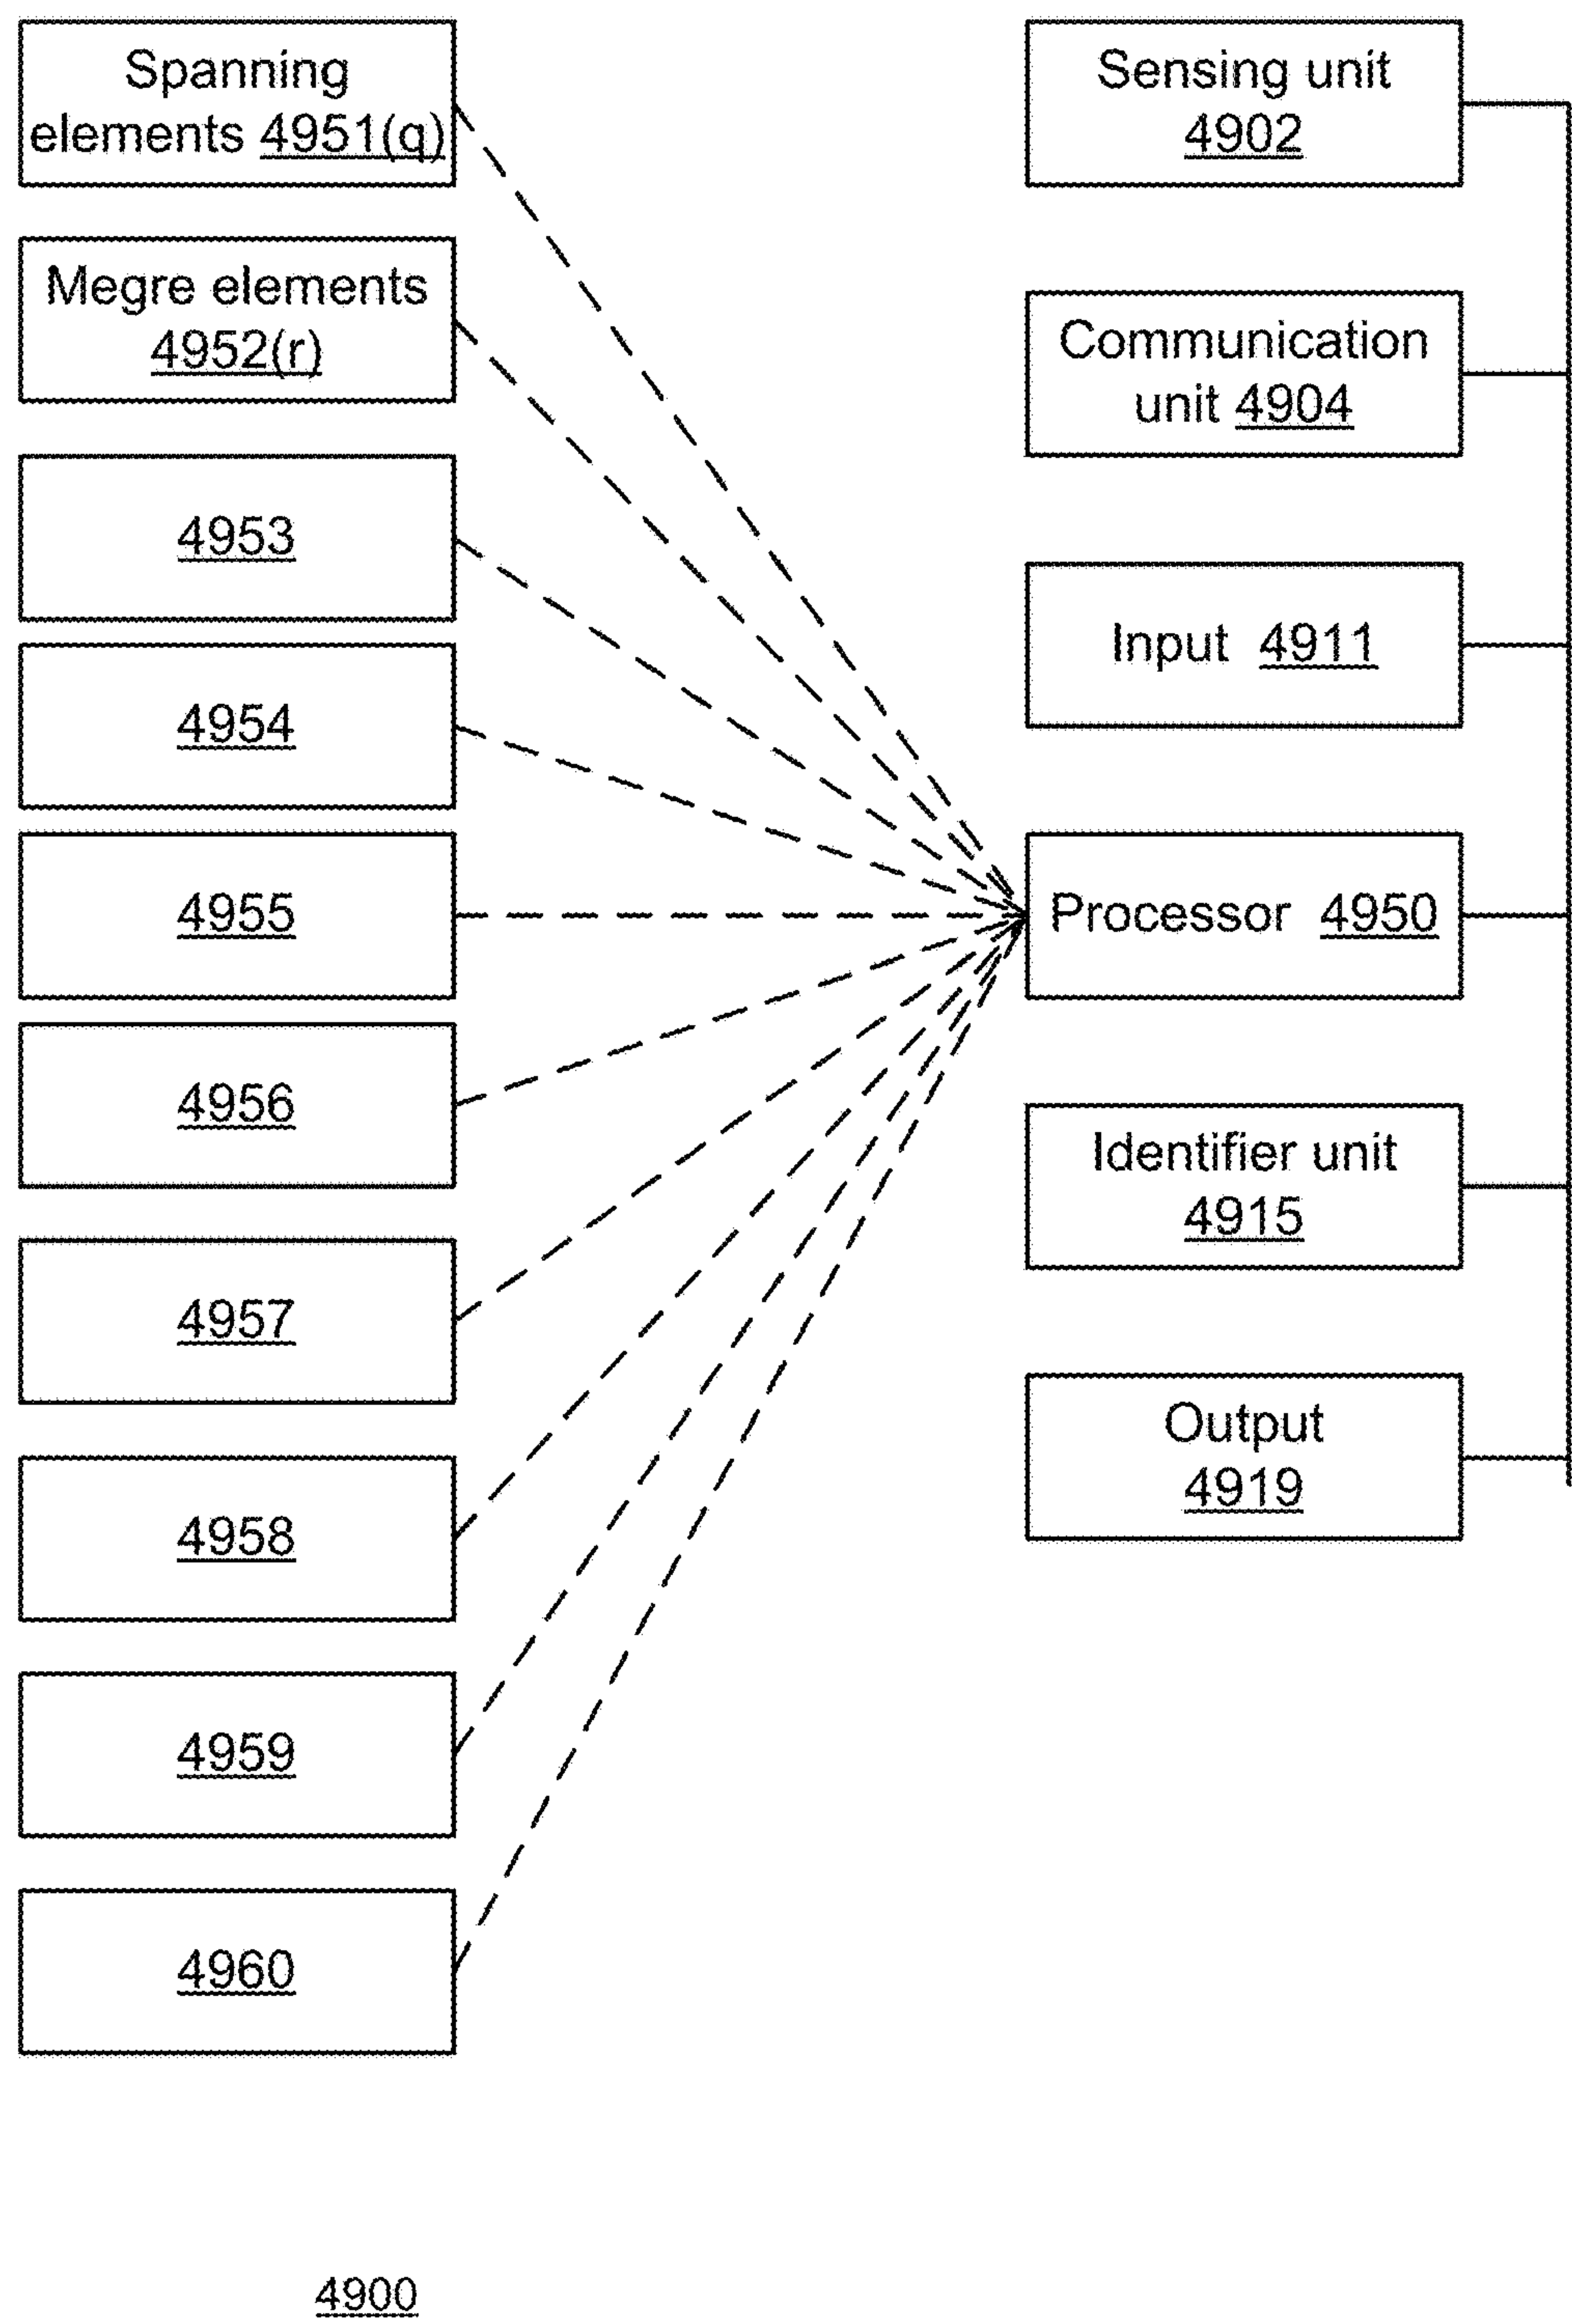 Spanning
elements 4951(q)
Megre elements
4952(r)
4953
4954
4955
4956
4957
4958
4959
4960
Sensing unit
4902
Communication
unit 4904
Input 4911
Processor 4950
Identifier unit
4915
Output
4919
4900